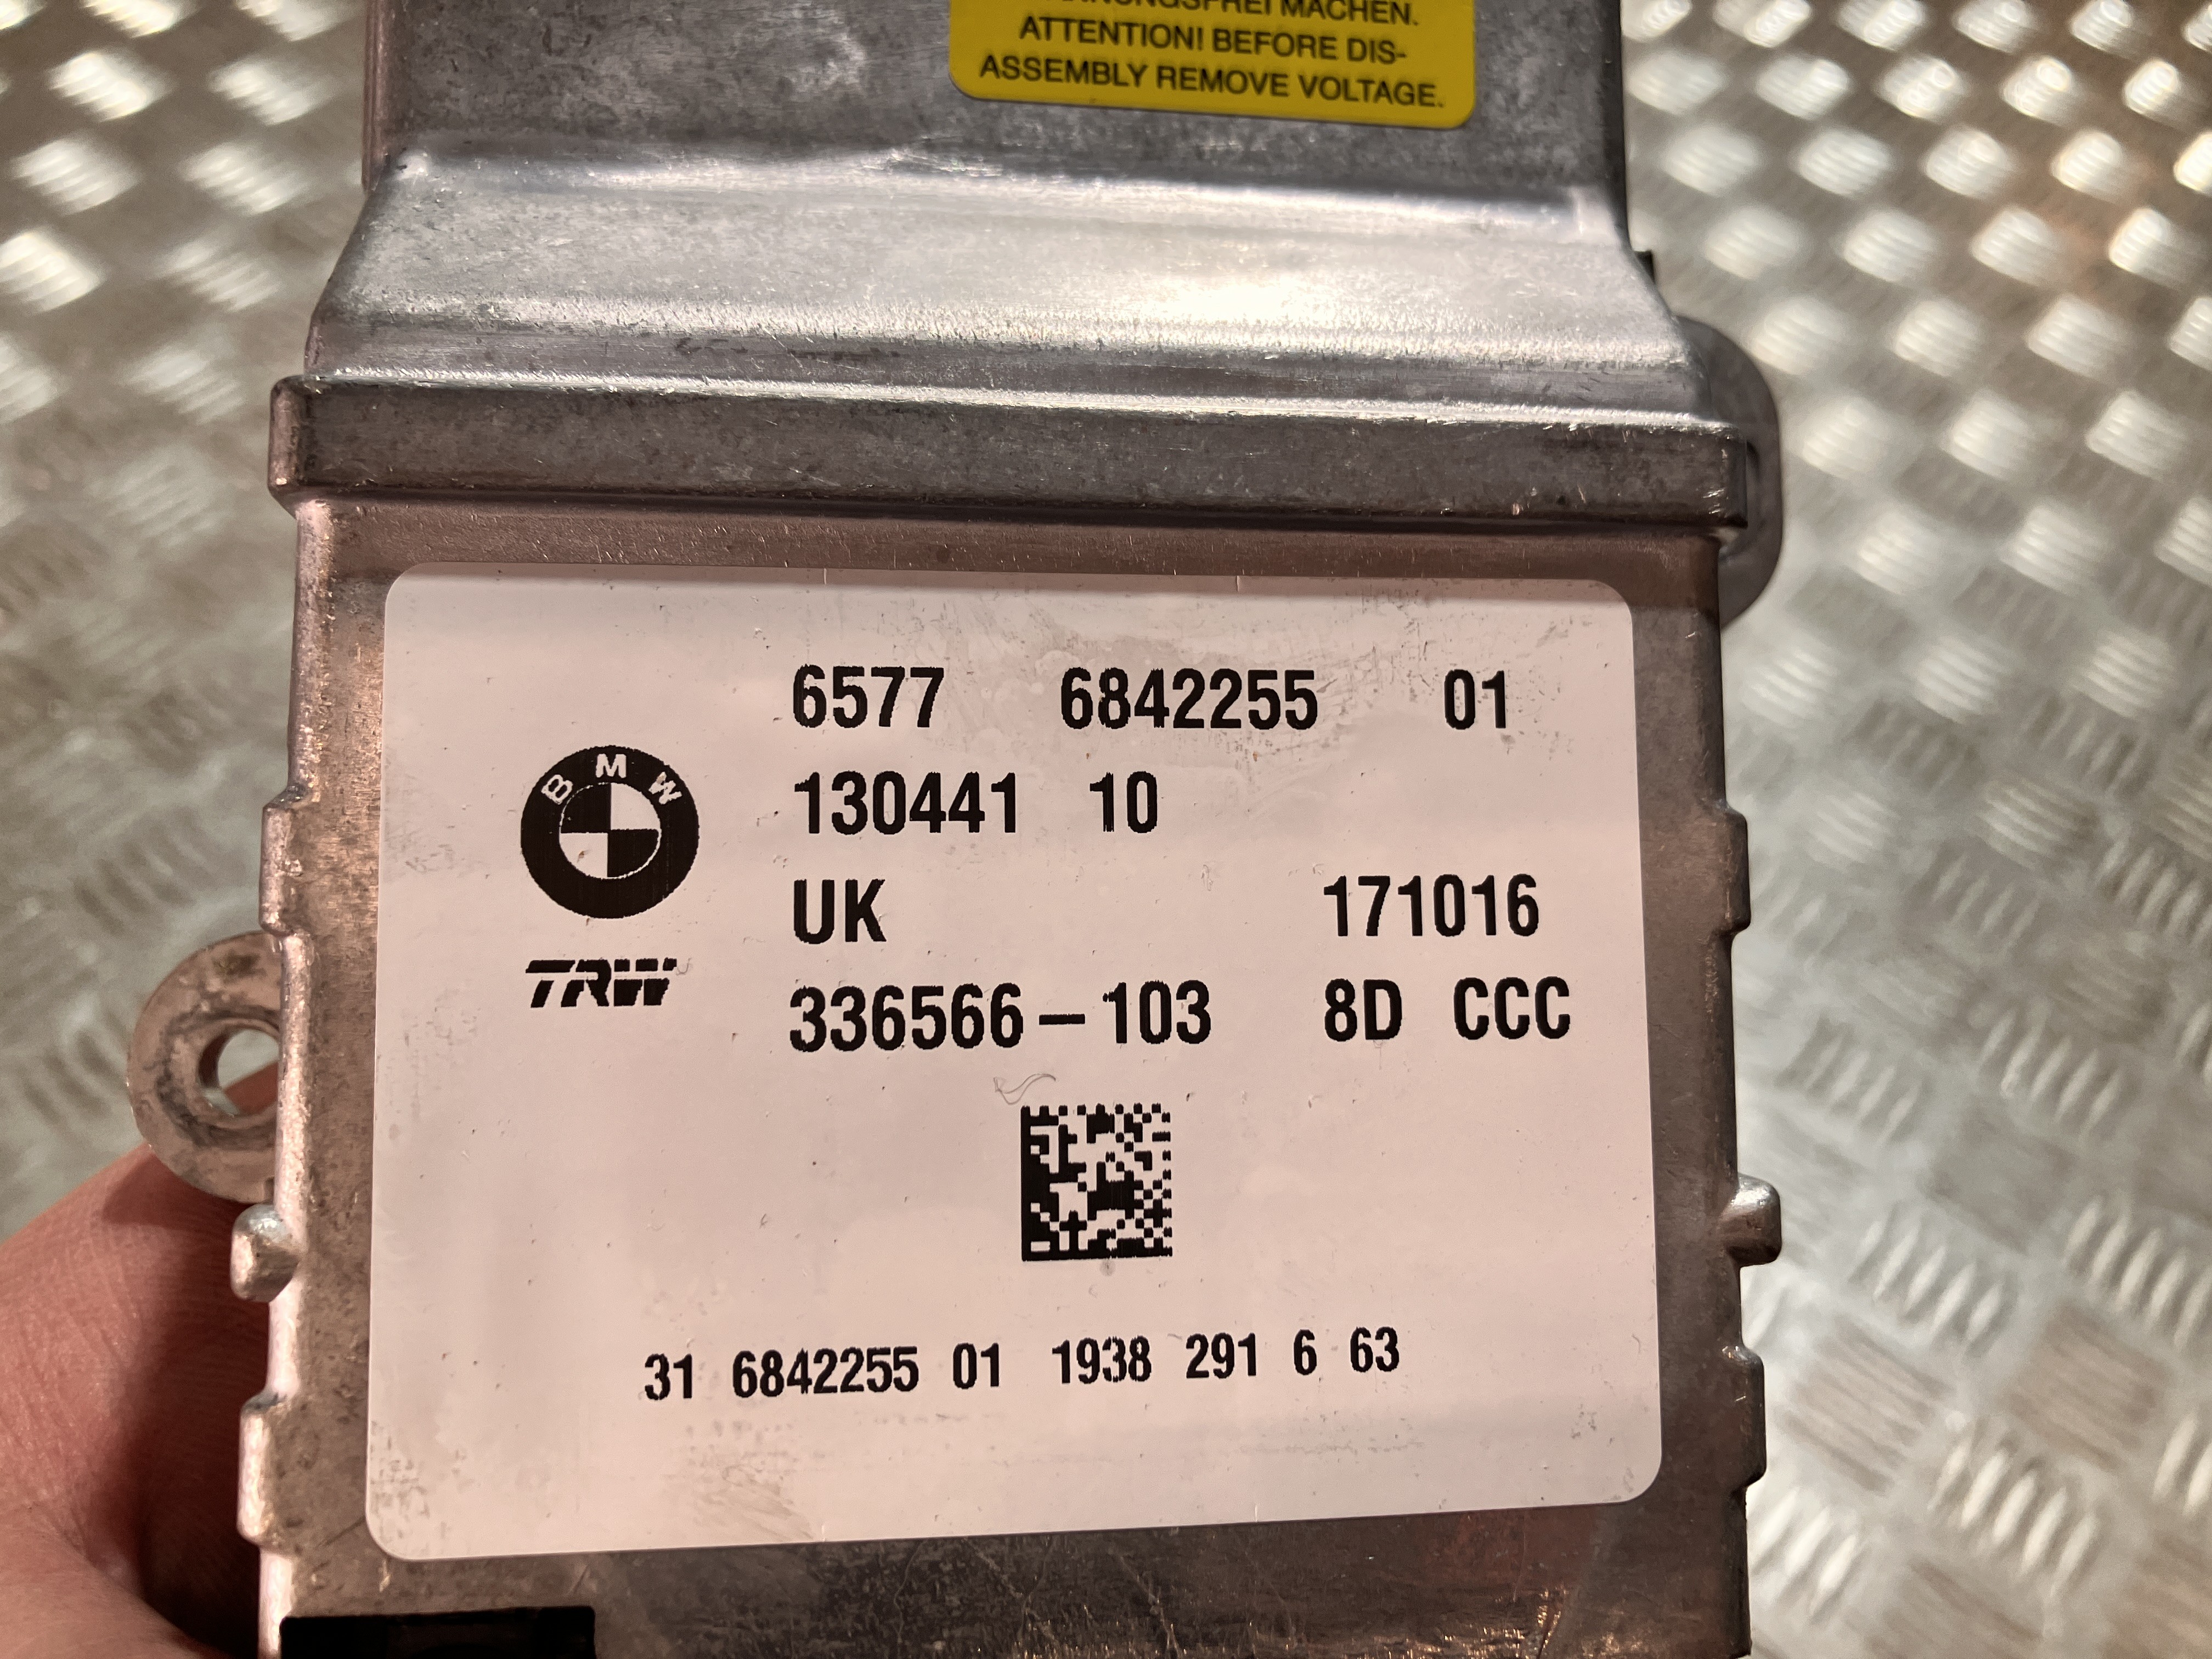 MACHEN.
ATTENTION! BEFORE DIS-
ASSEMBLY REMOVE VOLTAGE.
6577 6842255 01
BMW
130441 10
UK 171016
TRW
336566-103 8D CCC
31 6842255 01 1938 291 6 63